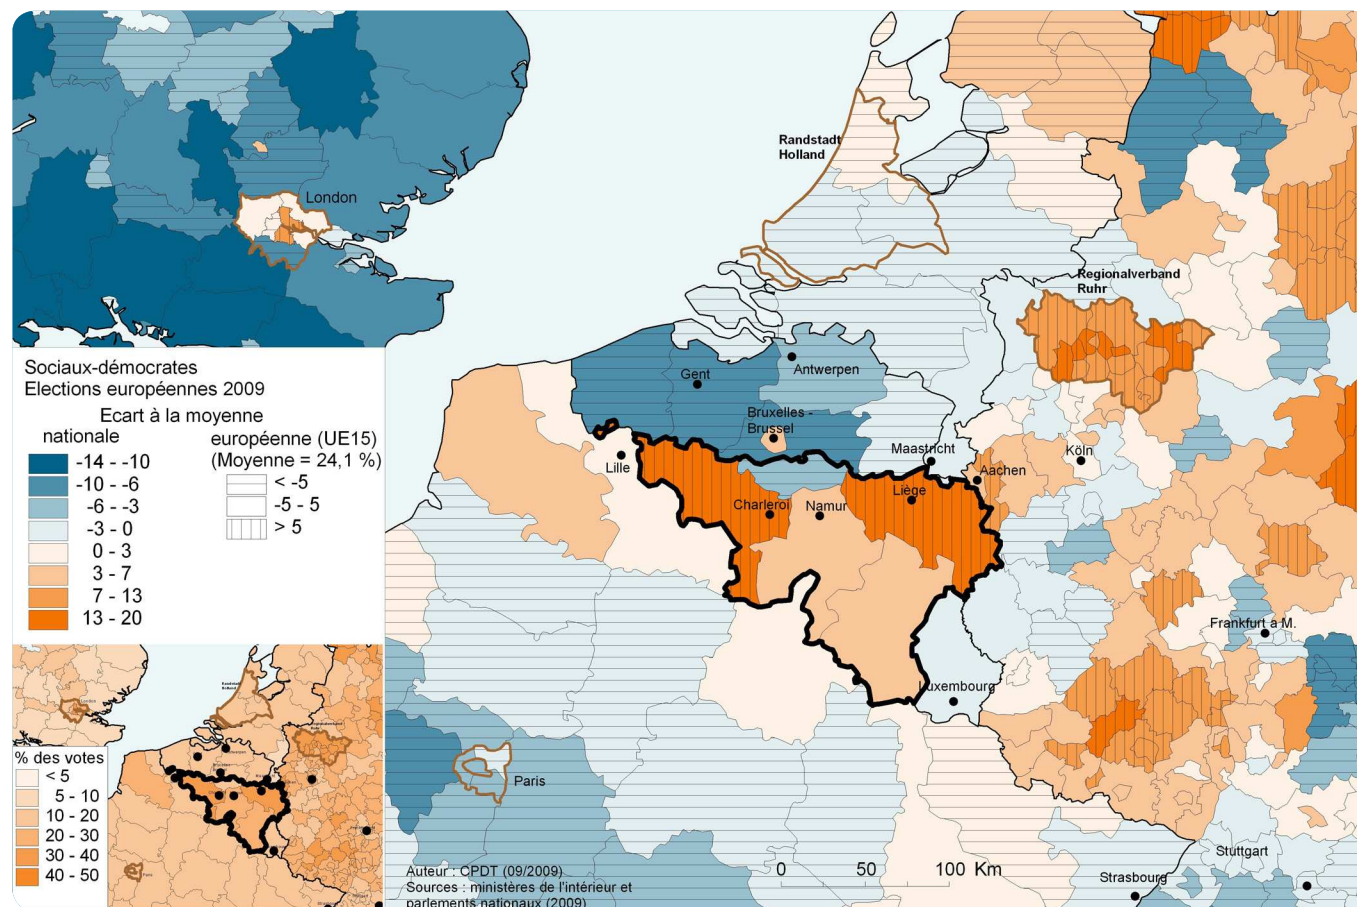 London
Randstadt
Holland
Regionalverband
Ruhr
Sociaux-démocrates
Elections européennes 2009
Ecart à la moyenne
nationale
européenne (UE15)
(Moyenne = 24,1 %)
-14 - -10
-10 - -6
-6 - -3
-3 - 0
0 - 3
3 - 7
7 - 13
13 - 20
< -5
-5 - 5
> 5
Gent
Antwerpen
Bruxelles -
Brussel
Lille
Maastricht
Aachen
Köln
Charleroi
Namur
Liège
Frankfurt a M.
Luxembourg
Paris
Stuttgart
Strasbourg
% des votes
< 5
5 - 10
10 - 20
20 - 30
30 - 40
40 - 50
0 50 100 Km
Auteur : CPDT (09/2009)
Sources : ministères de l'intérieur et
parlements nationaux (2009)